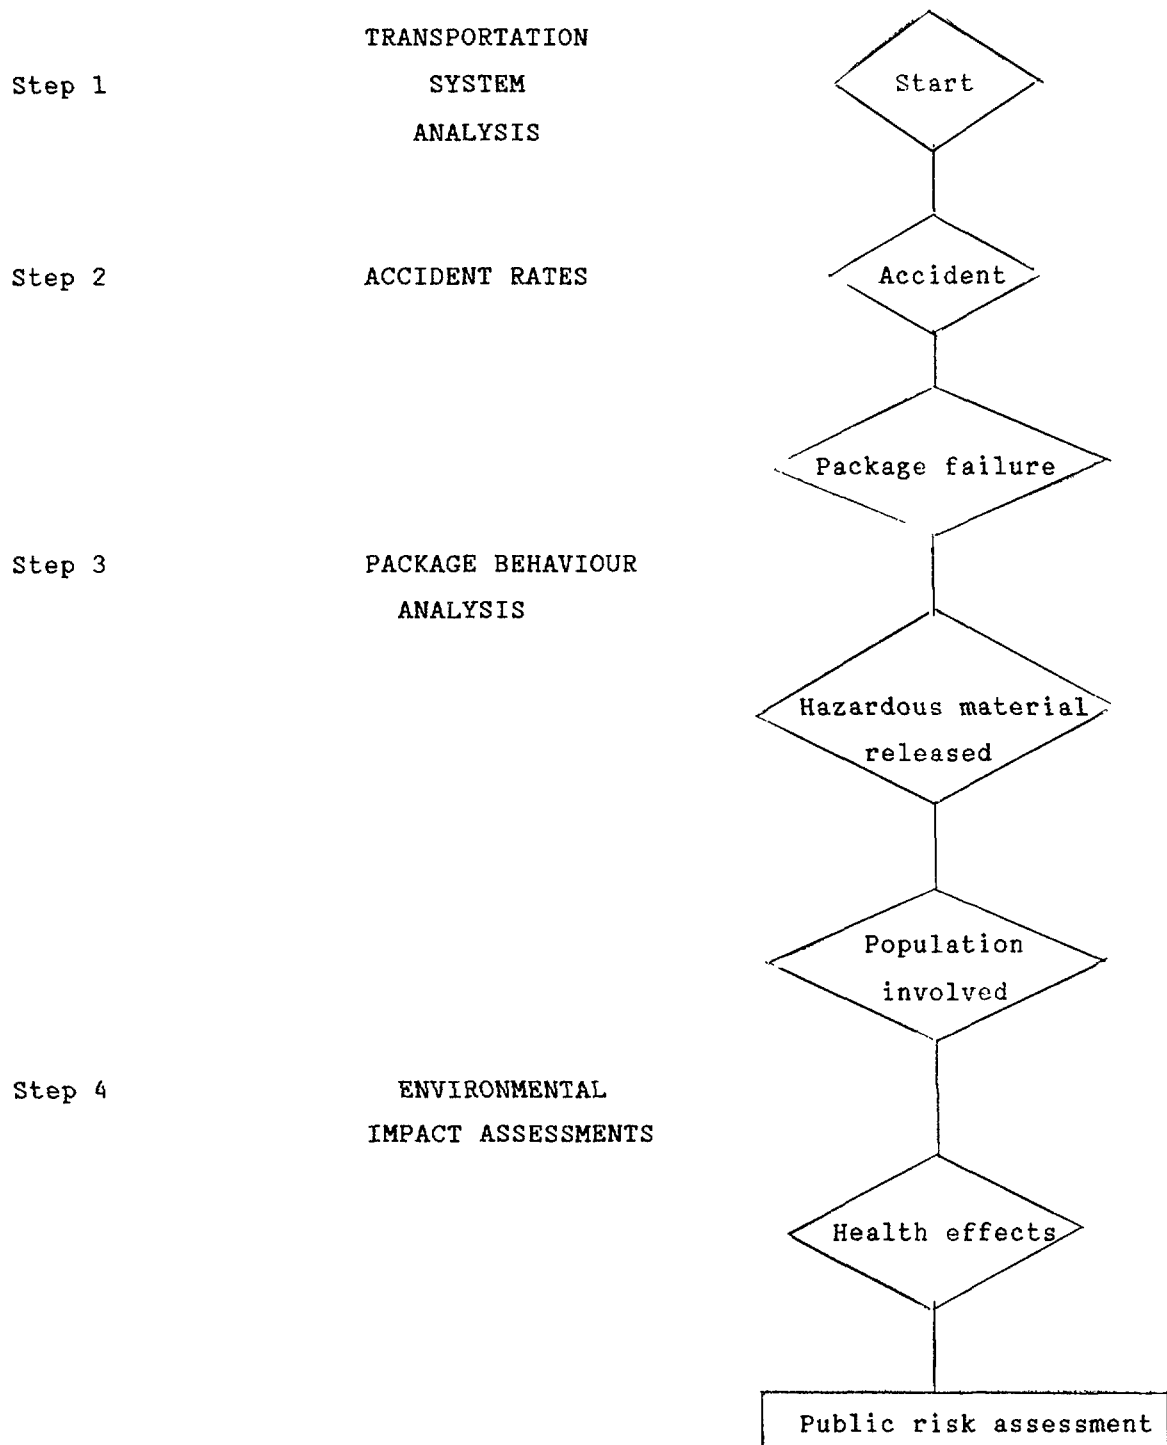 TRANSPORTATION
Step 1 SYSTEM Start
ANALYSIS
Step 2 ACCIDENT RATES Accident
Package failure
Step 3 PACKAGE BEHAVIOUR
ANALYSIS
Hazardous material
released
Population
involved
Step 4 ENVIRONMENTAL
IMPACT ASSESSMENTS
Health effects
Public risk assessment